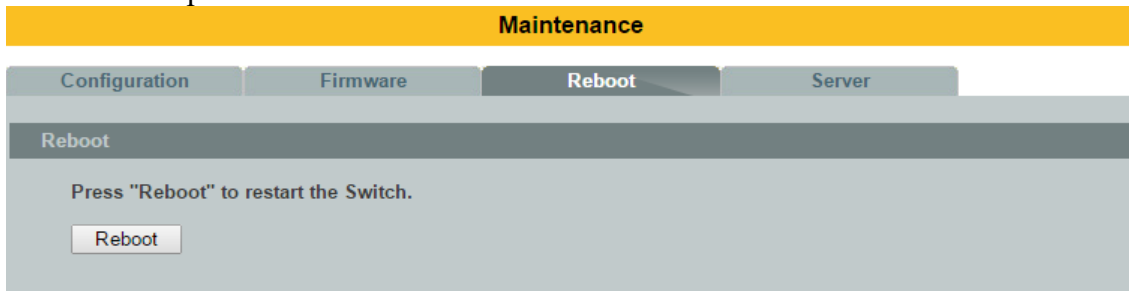 Maintenance
Configuration Firmware Reboot Server
Reboot
Press "Reboot" to restart the Switch.
Reboot